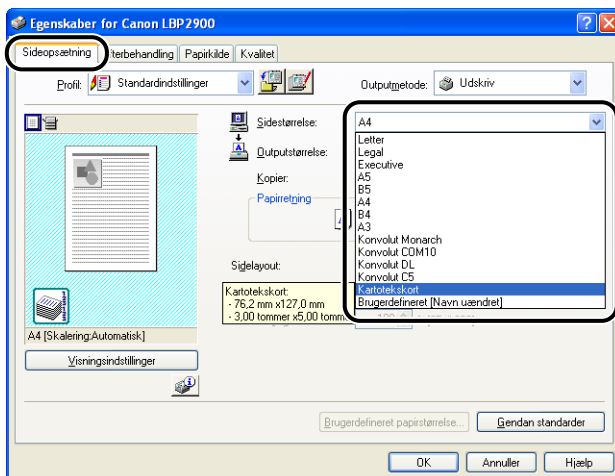 Egenskaber for Canon LBP2900
Sideopsætning
Efterbehandling
Papirkilde
Kvalitet
Profil:
Standardindstillinger
Outputmetode:
Udskriv
Sidestørrelse:
A4
Outputstørrelse:
Letter
Legal
Executive
A5
B5
A4
B4
A3
Konvolut Monarch
Konvolut COM10
Konvolut DL
Konvolut C5
Kartotekskort
Brugerdefineret [Navn uændret]
Kopier:
Papirretning
Sidelayout:
Kartotekskort:
- 76,2 mm x127,0 mm
- 3,00 tommer x5,00 tomm
A4 [Skalering:Automatisk]
Visningsindstillinger
Brugerdefineret papirstørrelse...
Gendan standarder
OK
Annuller
Hjælp